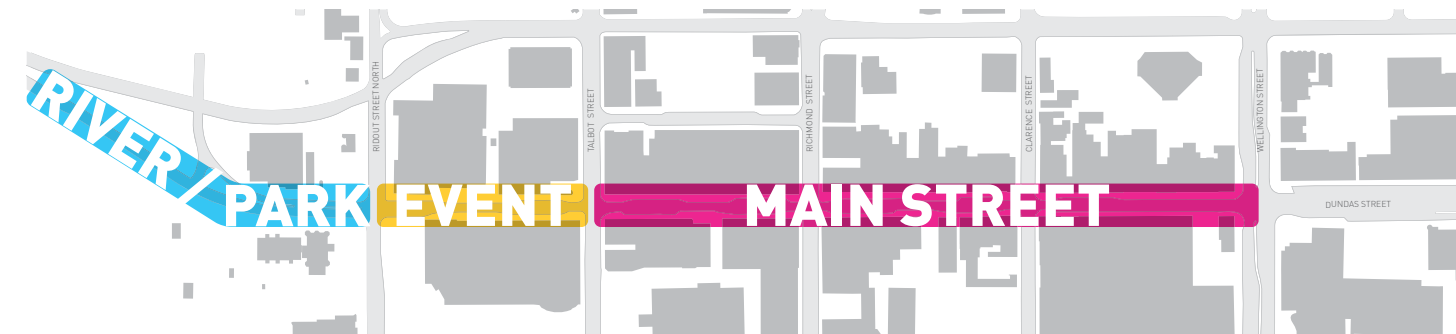 RIVER / PARK
EVENT
MAIN STREET
RIDOUT STREET NORTH
TALBOT STREET
RICHMOND STREET
CLARENCE STREET
WELLINGTON STREET
DUNDAS STREET